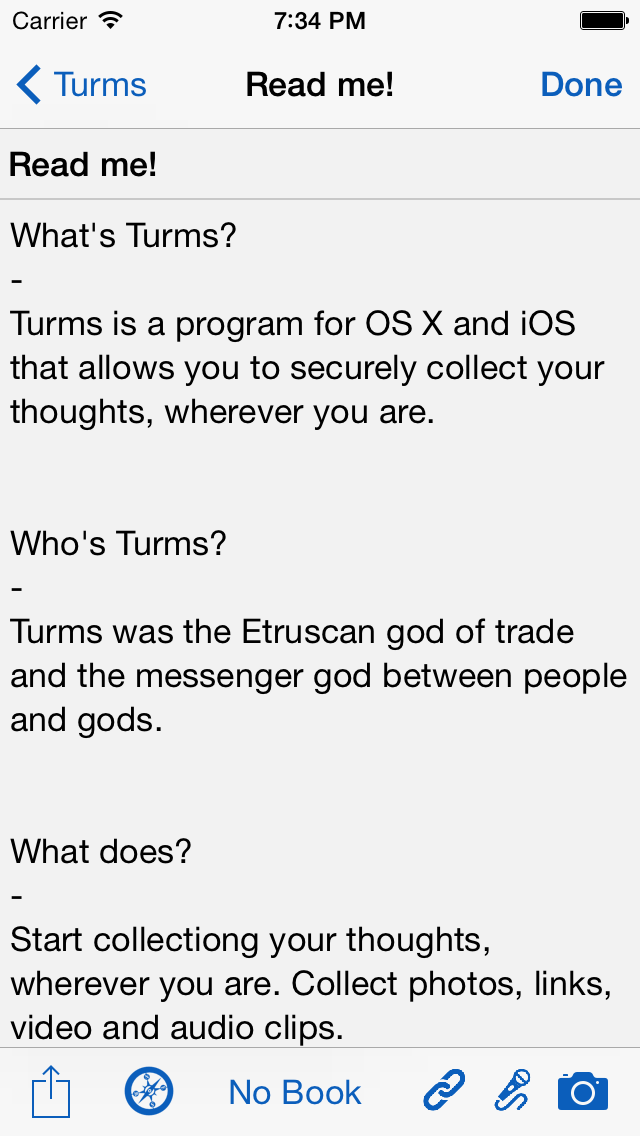 Carrier 7:34 PM
Turms Read me! Done
Read me!
What's Turms?
-
Turms is a program for OS X and iOS
that allows you to securely collect your
thoughts, wherever you are.
Who's Turms?
-
Turms was the Etruscan god of trade
and the messenger god between people
and gods.
What does?
-
Start collectiong your thoughts,
wherever you are. Collect photos, links,
video and audio clips.
No Book